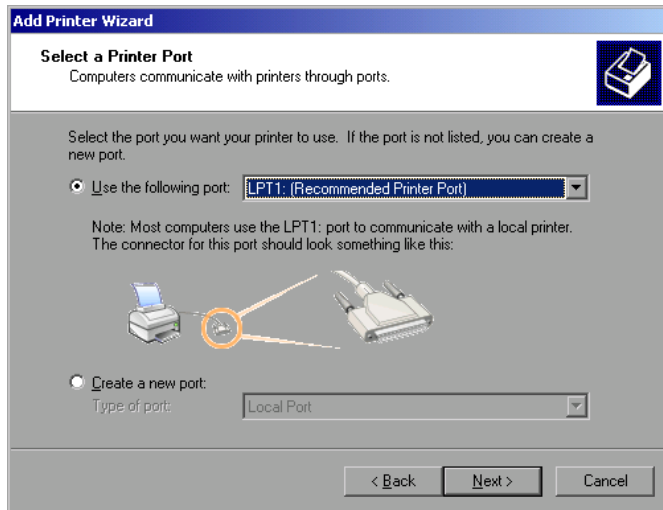 Add Printer Wizard
Select a Printer Port
Computers communicate with printers through ports.
Select the port you want your printer to use.  If the port is not listed, you can create a
new port.
Use the following port: LPT1: (Recommended Printer Port)
Note: Most computers use the LPT1: port to communicate with a local printer.
The connector for this port should look something like this:
Create a new port:
Type of port: Local Port
< Back Next > Cancel